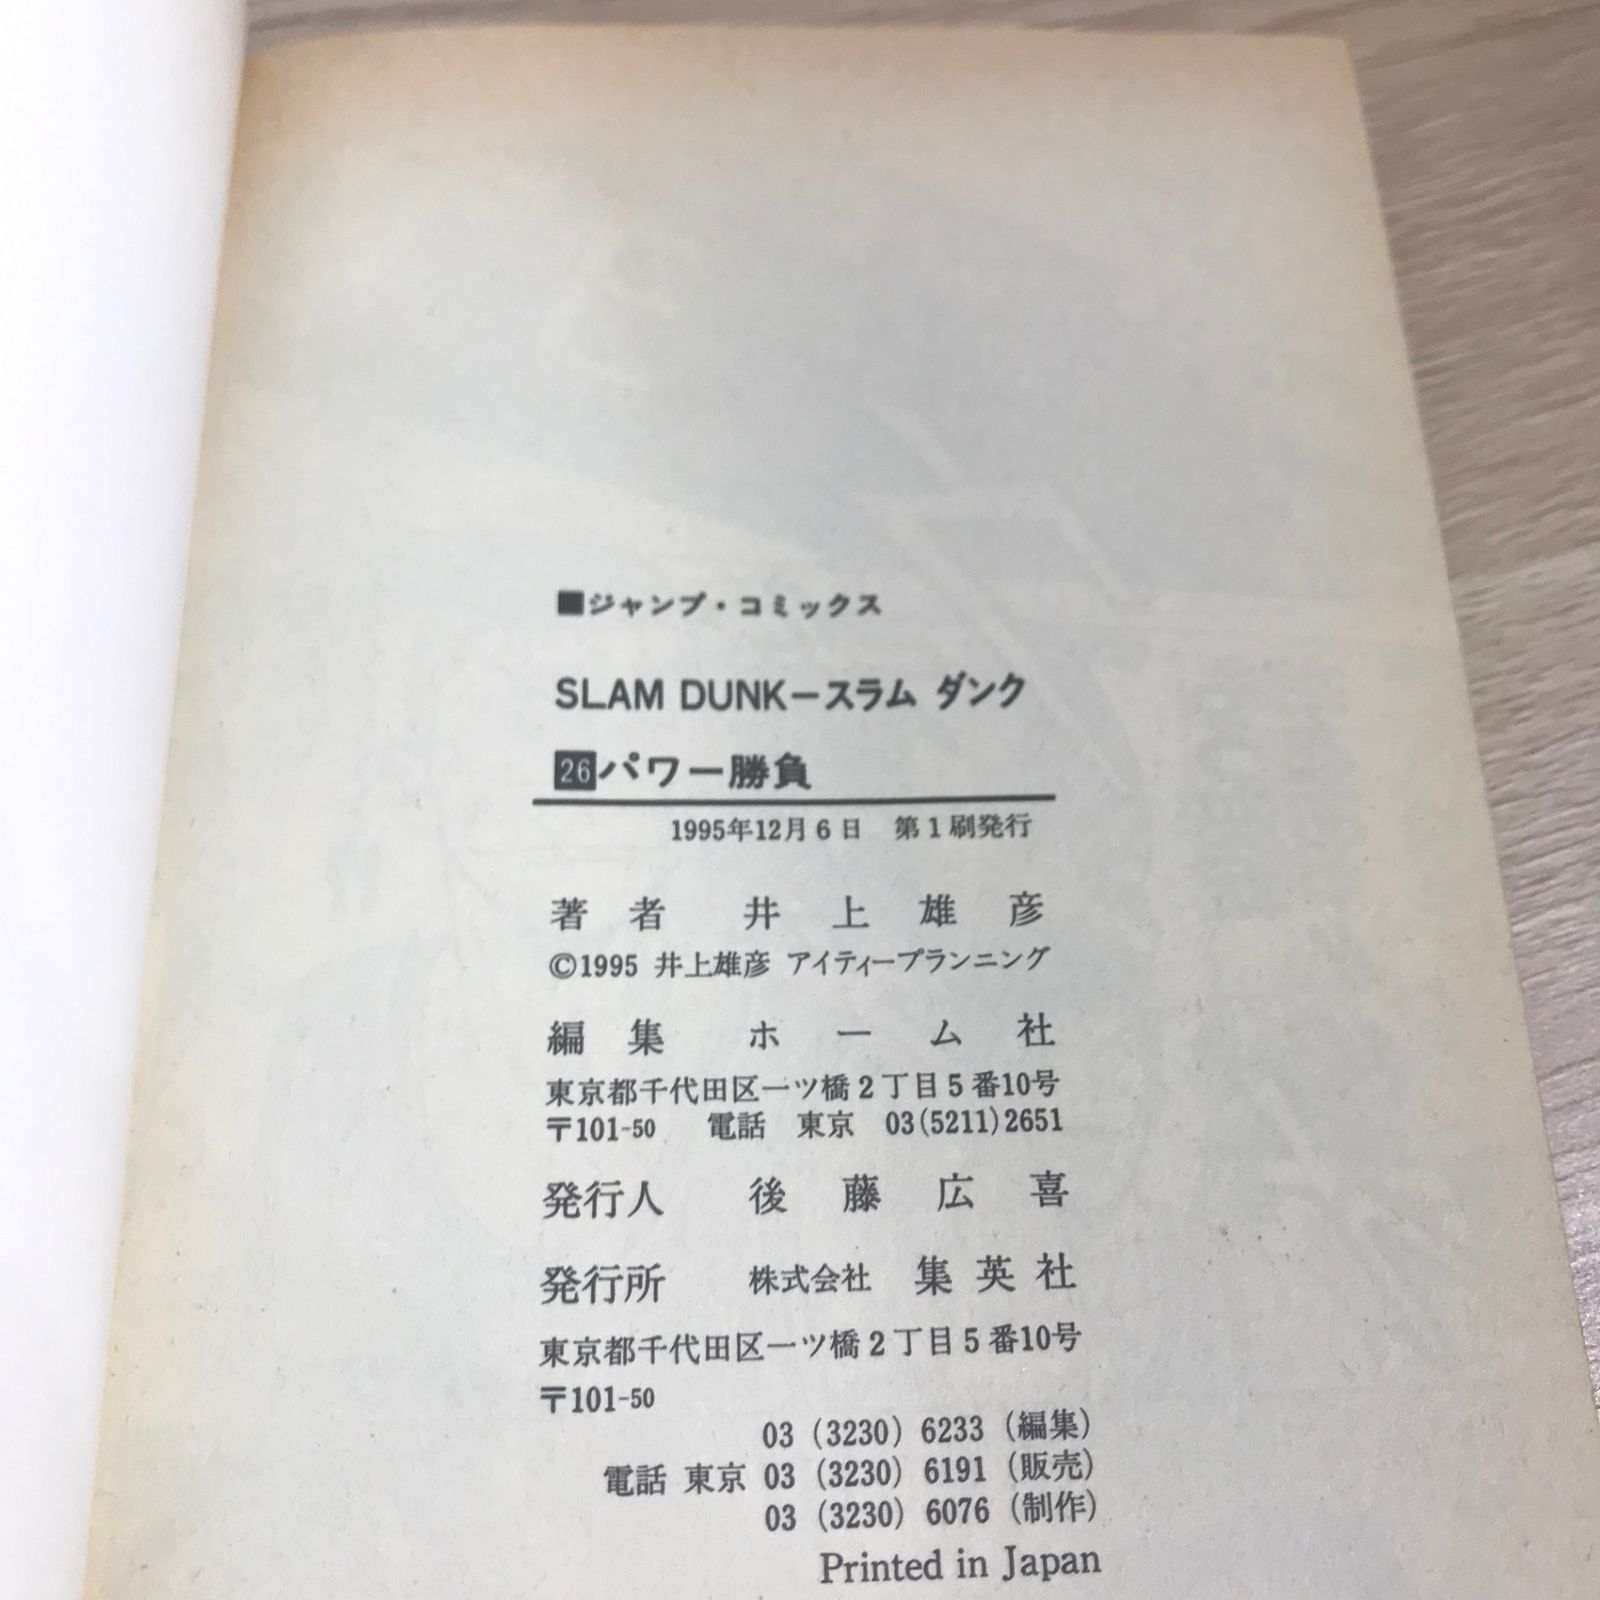 ■ジャンプ・コミックス
SLAM DUNK－スラム ダンク
26パワー勝負
1995年12月6日　第1刷発行
著者　井上雄彦
©1995 井上雄彦 アイティープランニング
編集　ホーム社
東京都千代田区一ツ橋2丁目5番10号
〒101-50　電話　東京　03(5211)2651
発行人　後藤広喜
発行所　株式会社 集英社
東京都千代田区一ツ橋2丁目5番10号
〒101-50
03 (3230) 6233 (編集)
電話 東京 03 (3230) 6191 (販売)
03 (3230) 6076 (制作)
Printed in Japan